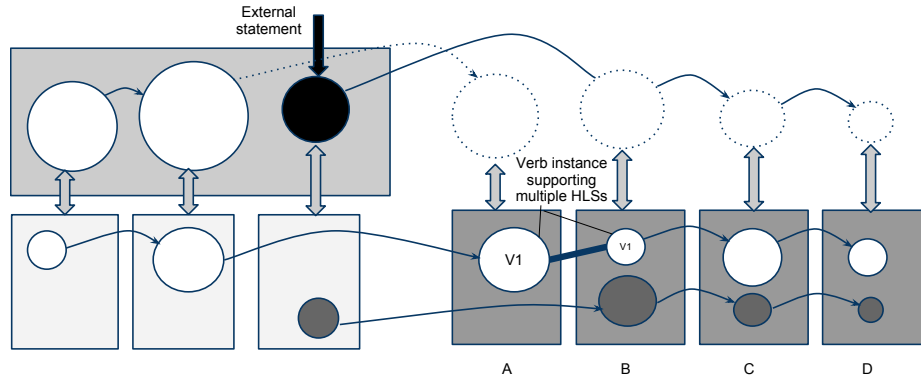 External
statement
Verb instance
supporting
multiple HLSs
V1
V1
A
B
C
D